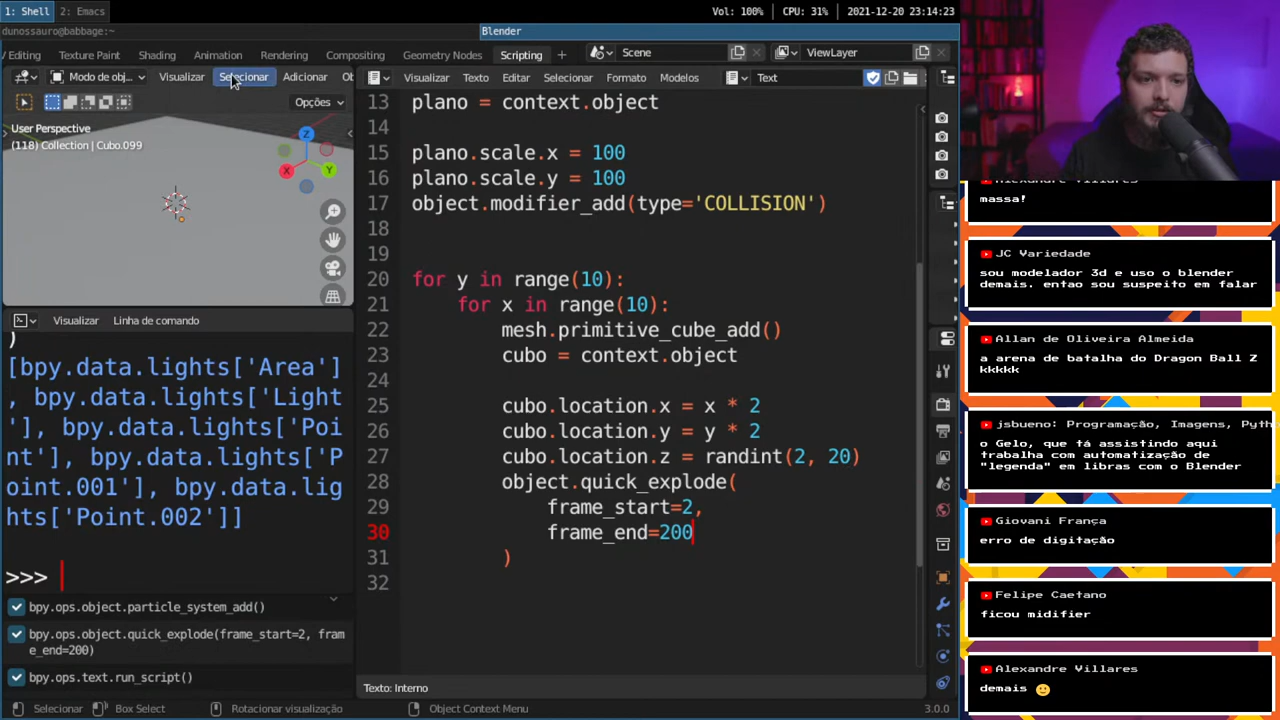 1: Shell
2: Emacs
Vol: 100%
CPU: 31%
2021-12-20 23:14:23
dunossauro@babbage:~
Blender
V Editing
Texture Paint
Shading
Animation
Rendering
Compositing
Geometry Nodes
Scripting
Scene
ViewLayer
Modo de obj...
Visualizar
Selecionar
Adicionar
Ob
Opções
User Perspective
(118) Collection | Cubo.099
Z
X
Y
Visualizar
Linha de comando
)
[bpy.data.lights['Area']
, bpy.data.lights['Light
'], bpy.data.lights['Poi
nt'], bpy.data.lights['P
oint.001'], bpy.data.lig
hts['Point.002']]
>>>
bpy.ops.object.particle_system_add()
bpy.ops.object.quick_explode(frame_start=2, fram
e_end=200)
bpy.ops.text.run_script()
Visualizar
Texto
Editar
Selecionar
Formato
Modelos
Text
13 plano = context.object
14
15 plano.scale.x = 100
16 plano.scale.y = 100
17 object.modifier_add(type='COLLISION')
18
19
20 for y in range(10):
21 for x in range(10):
22 mesh.primitive_cube_add()
23 cubo = context.object
24
25 cubo.location.x = x * 2
26 cubo.location.y = y * 2
27 cubo.location.z = randint(2, 20)
28 object.quick_explode(
29 frame_start=2,
30 frame_end=200
31 )
32
Texto: Interno
Selecionar
Box Select
Rotacionar visualização
Object Context Menu
3.0.0
Alexandre Villares
massa!
JC Variedade
sou modelador 3d e uso o blender
demais. entao sou suspeito em falar
Allan de Oliveira Almeida
a arena de batalha do Dragon Ball Z
kkkkk
jsbueno: Programação, Imagens, Pyth
o Gelo, que tá assistindo aqui
trabalha com automatização de
"legenda" em libras com o Blender
Giovani França
erro de digitação
Felipe Caetano
ficou midifier
Alexandre Villares
demais 🙂